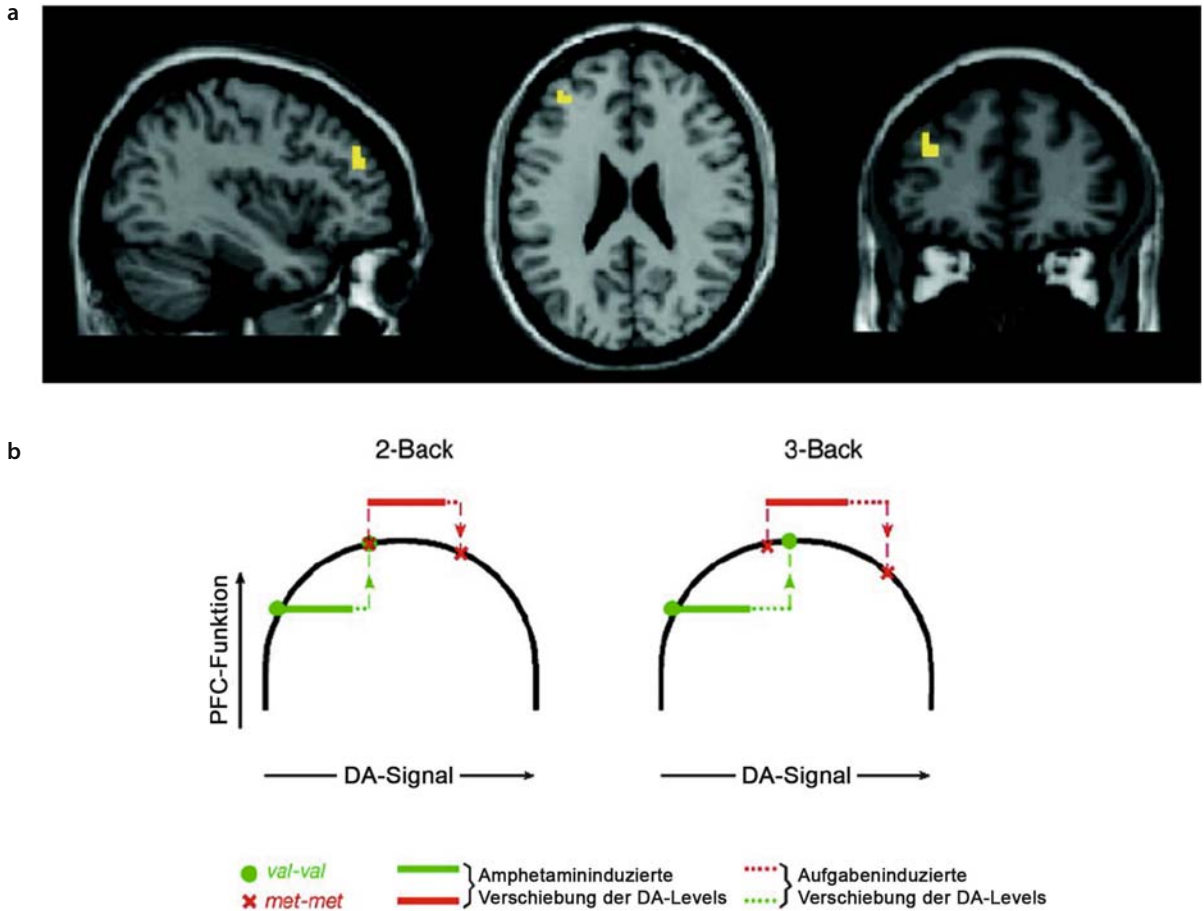 a
b
2-Back
3-Back
PFC-Funktion
DA-Signal
DA-Signal
val-val
met-met
Amphetamininduzierte
Verschiebung der DA-Levels
Aufgabeninduzierte
Verschiebung der DA-Levels